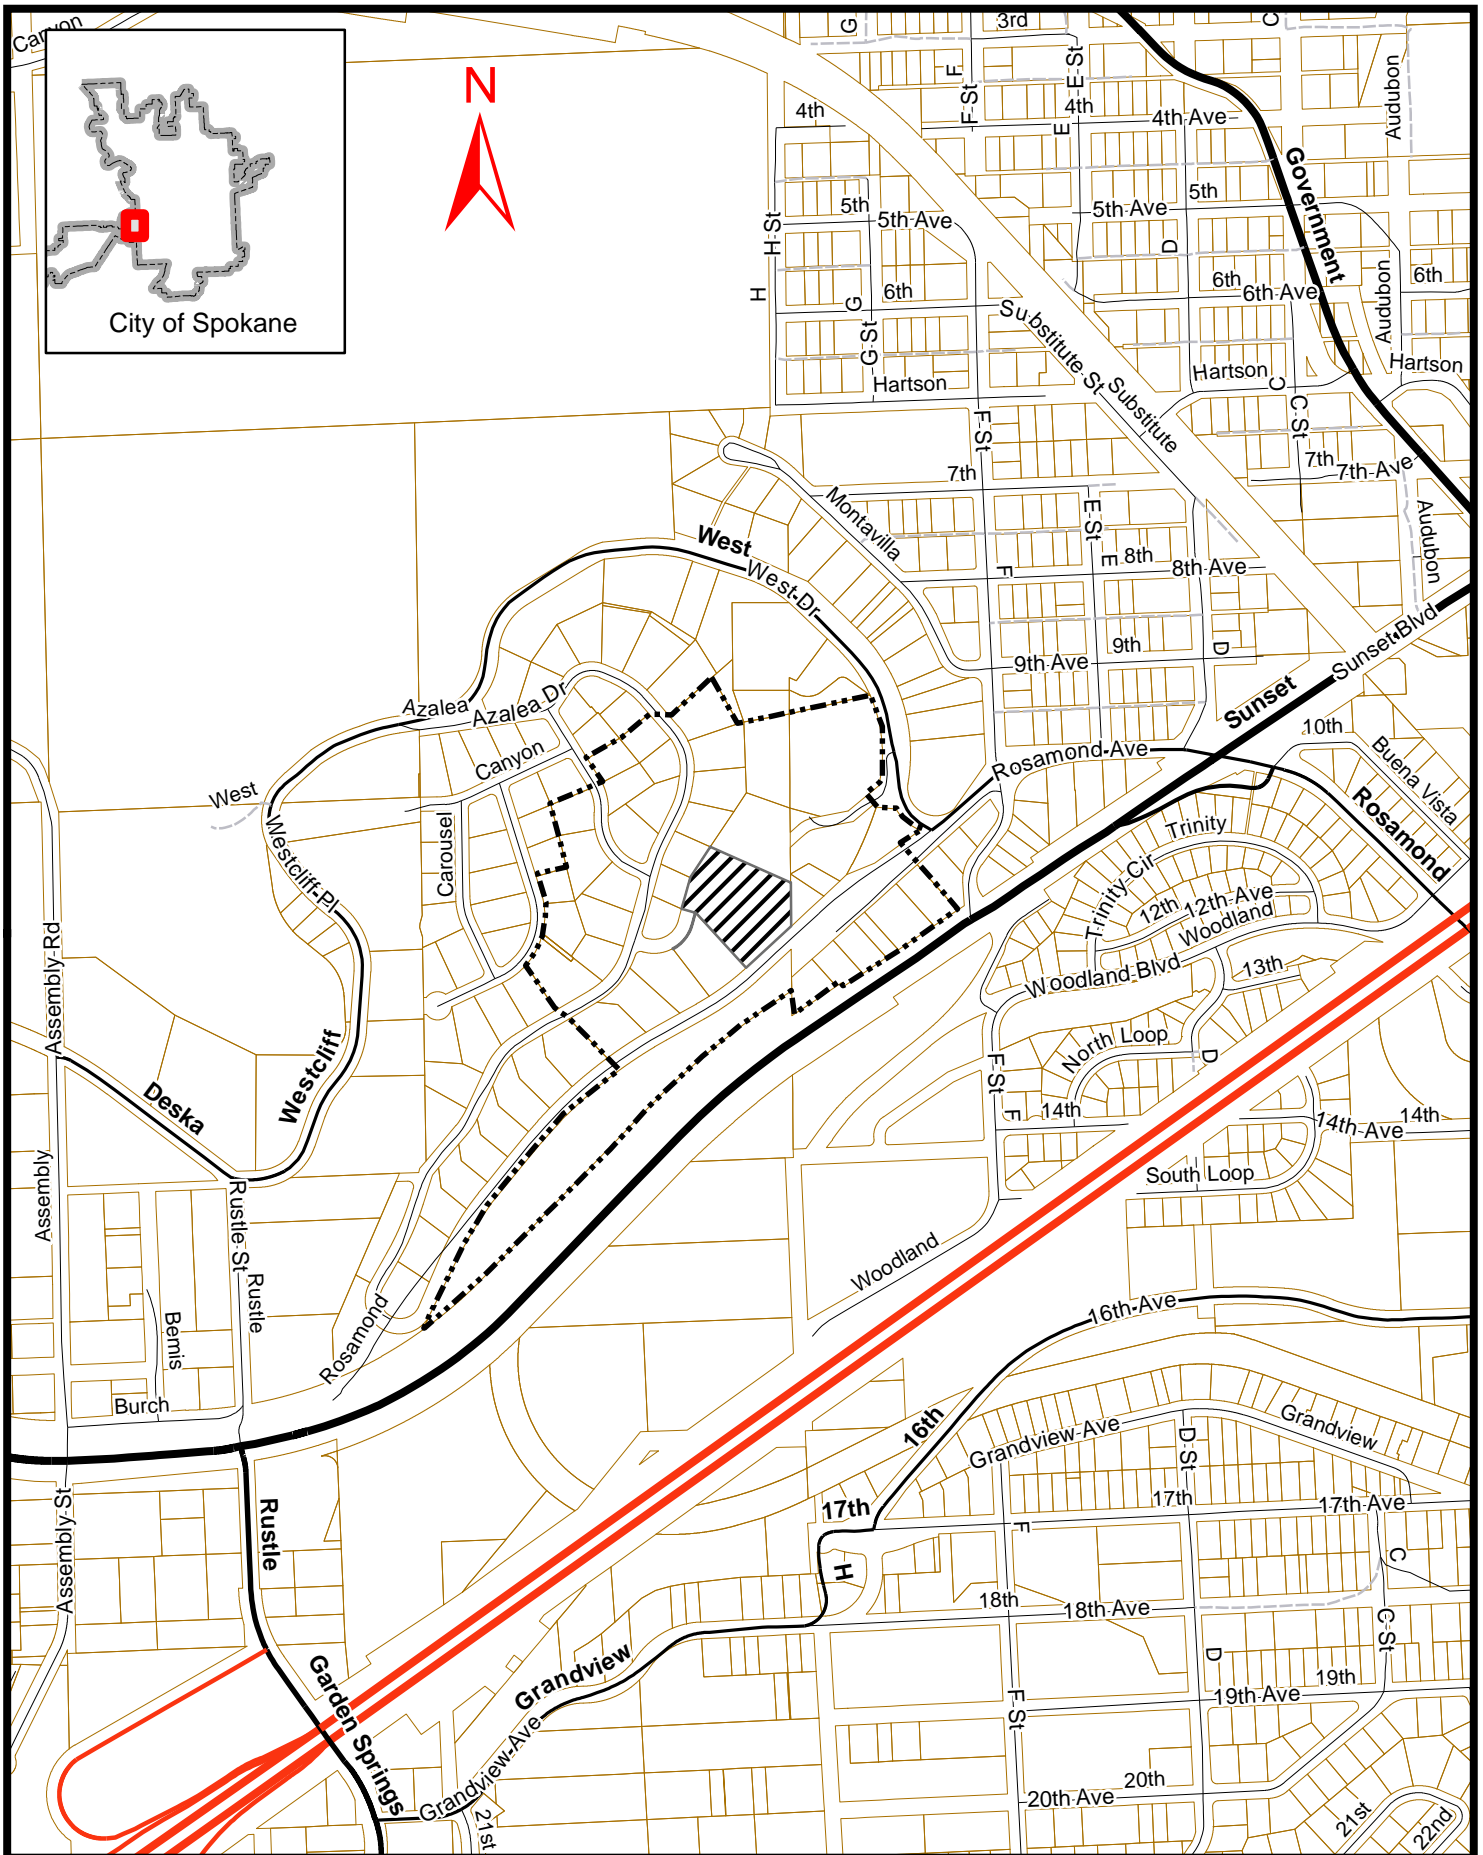 Canyon
City of Spokane
N
G
3rd
C
F
F St
E St
4th
4th
E
4th Ave
Audubon
Government
H St
H
5th
5th Ave
5th Ave
5th
D
G
6th
G St
6th
6th Ave
Audubon
6th
Substitute St
Substitute
Hartson
Hartson
C
C St
Hartson
F St
7th
7th
7th Ave
Montavilla
E St
Audubon
West
West Dr
F
E
8th
8th Ave
9th Ave
9th
D
Sunset Blvd
Sunset
Azalea
Azalea Dr
Canyon
Rosamond Ave
10th
Buena Vista
West
Westcliff Pl
Carousel
Rosamond
Trinity
Trinity Cir
12th
12th Ave
Woodland
Woodland Blvd
13th
Assembly Rd
North Loop
D
F St
F
14th
14th Ave
14th
Westcliff
Deska
South Loop
Assembly
Rustle St
Rustle
Woodland
Bemis
Rosamond
16th Ave
Burch
16th
Grandview Ave
Grandview
D St
17th
17th
17th Ave
Assembly St
Rustle
F
H
C
18th
18th Ave
C St
Grandview
D
19th
19th Ave
F St
Garden Springs
Grandview Ave
21st
20th
20th Ave
21st
22nd